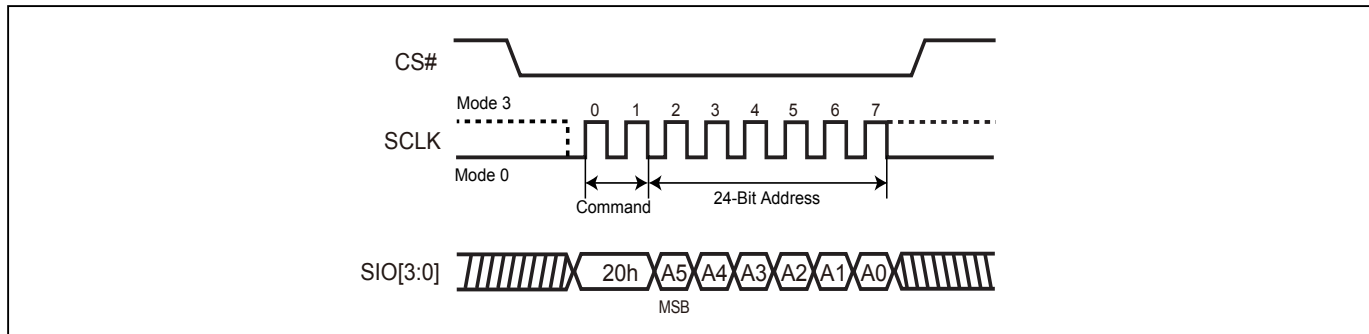 CS#
Mode 3
0 1 2 3 4 5 6 7
SCLK
Mode 0
Command
24-Bit Address
SIO[3:0]
20h A5 A4 A3 A2 A1 A0
MSB